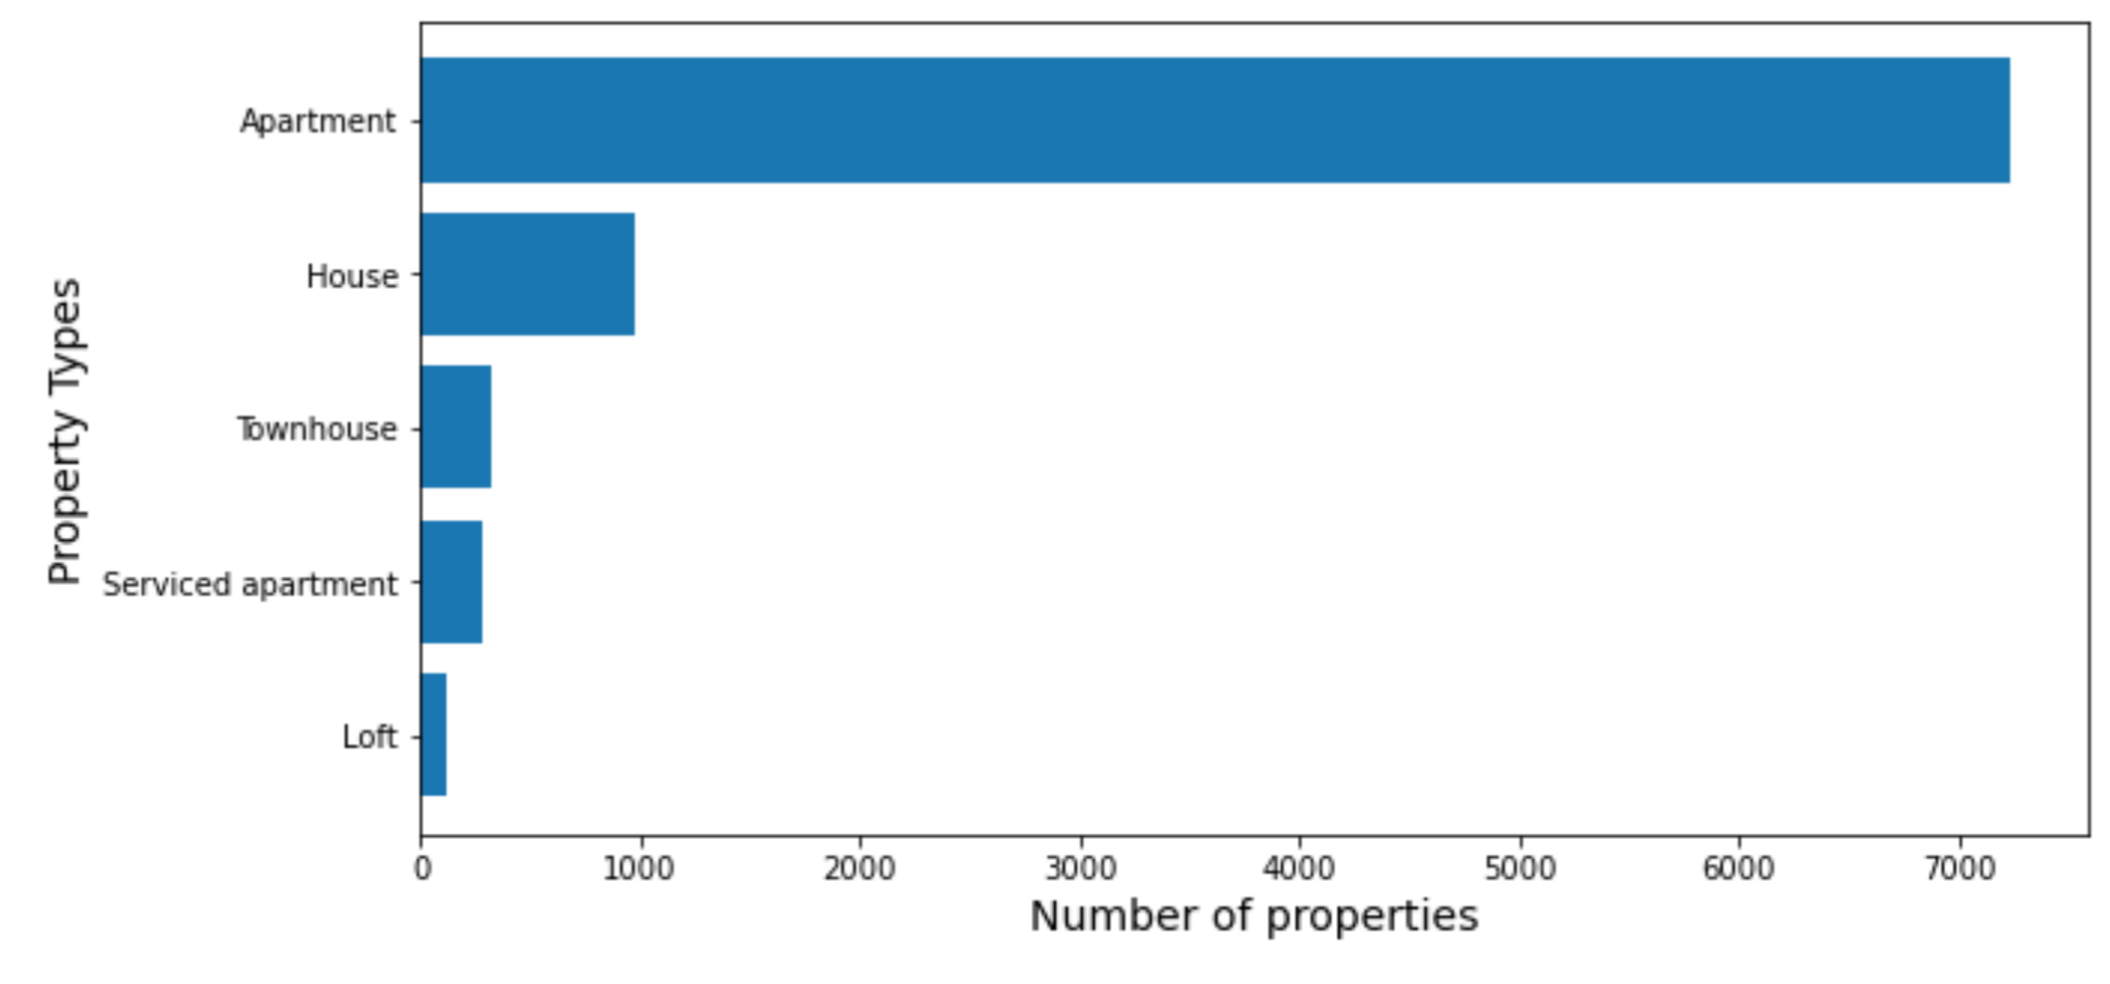 Property Types
Apartment
House
Townhouse
Serviced apartment
Loft
0 1000 2000 3000 4000 5000 6000 7000
Number of properties